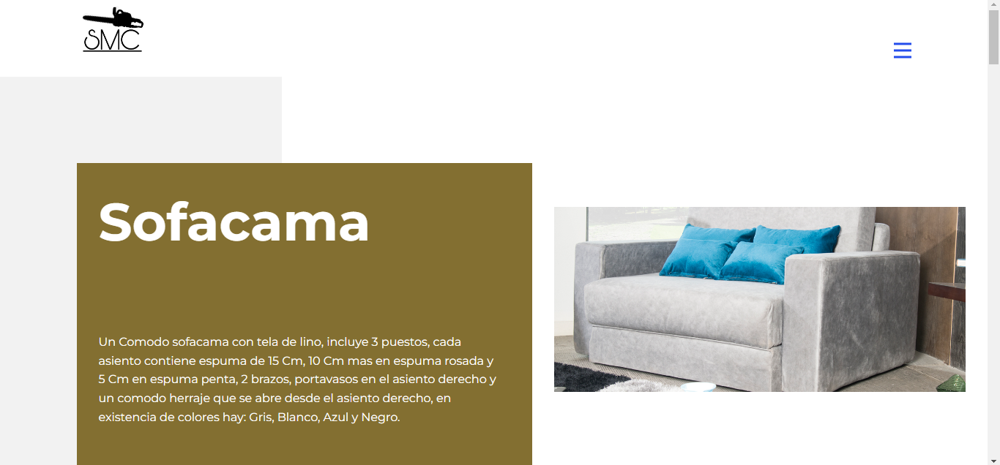 SMC
Sofacama
Un Comodo sofacama con tela de lino, incluye 3 puestos, cada
asiento contiene espuma de 15 Cm, 10 Cm mas en espuma rosada y
5 Cm en espuma penta, 2 brazos, portavasos en el asiento derecho y
un comodo herraje que se abre desde el asiento derecho, en
existencia de colores hay: Gris, Blanco, Azul y Negro.